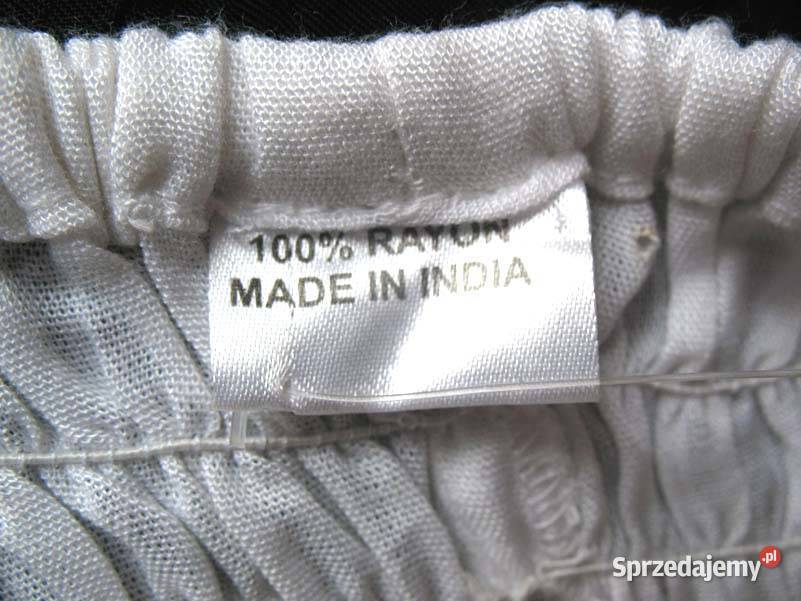 100% RAYON
MADE IN INDIA
Sprzedajemy.pl